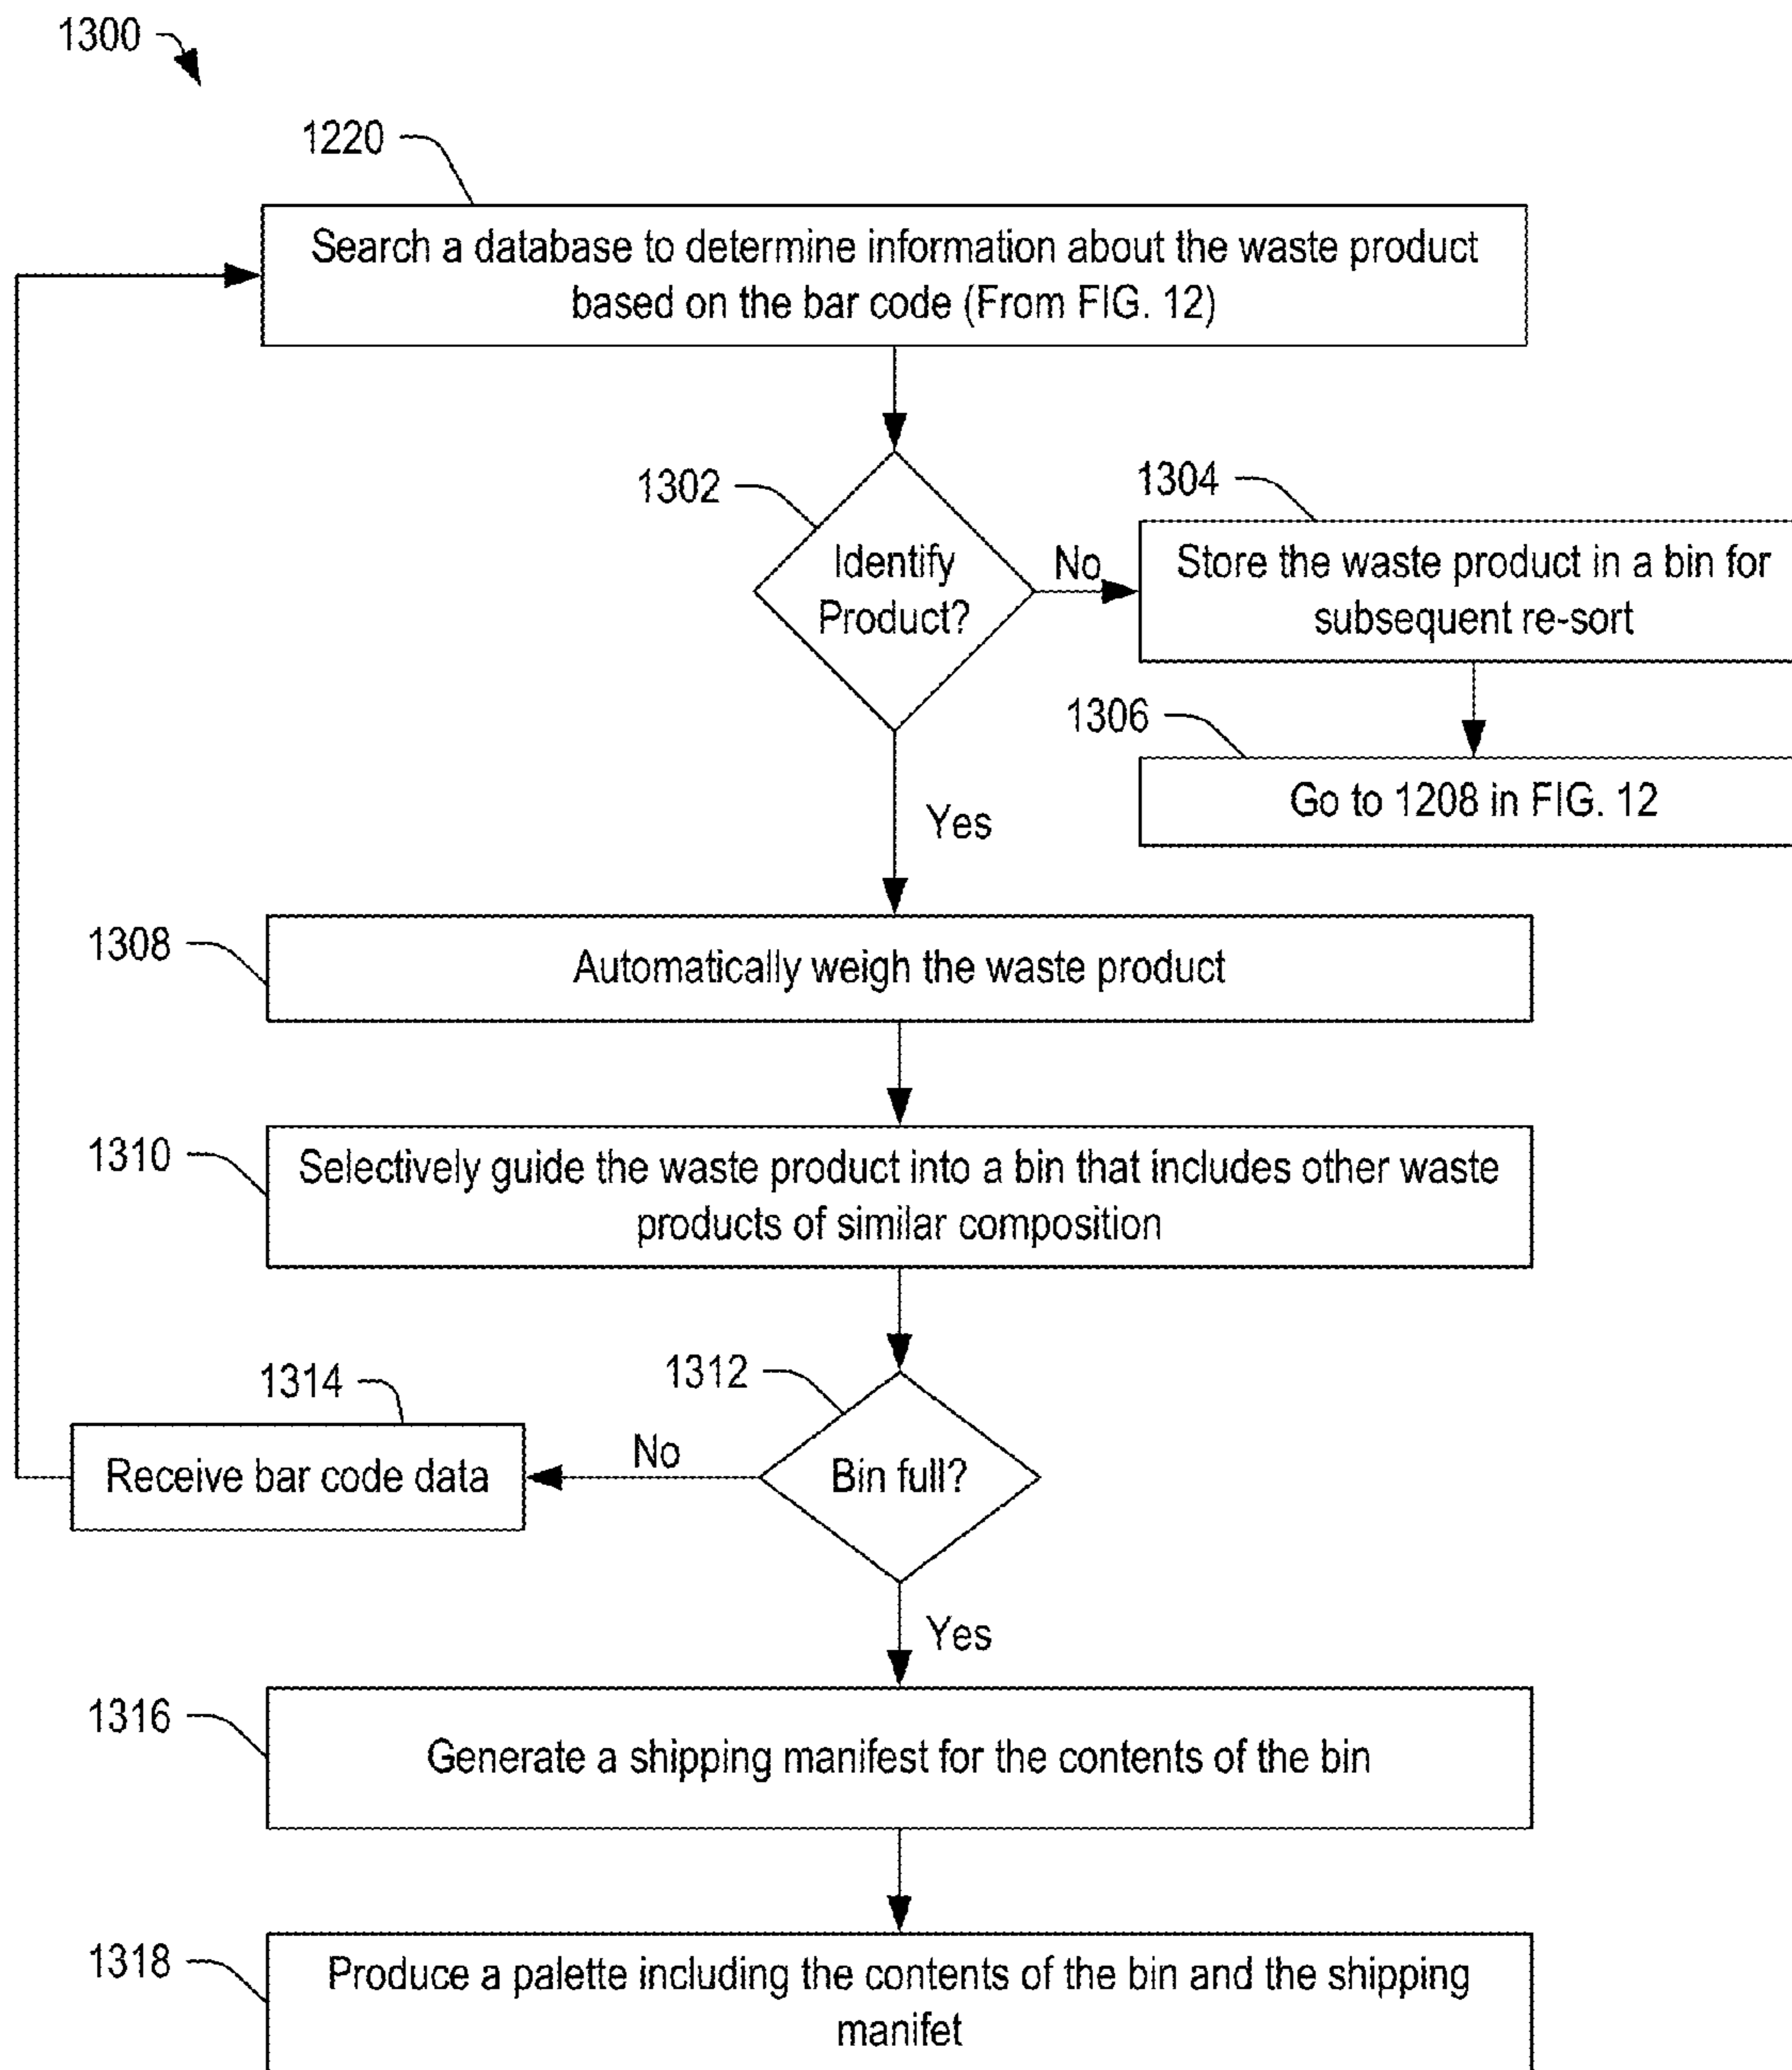 1300
1220
Search a database to determine information about the waste product
based on the bar code (From FIG. 12)
1302
Identify
Product?
No
1304
Store the waste product in a bin for
subsequent re-sort
1306
Go to 1208 in FIG. 12
Yes
1308
Automatically weigh the waste product
1310
Selectively guide the waste product into a bin that includes other waste
products of similar composition
1312
Bin full?
No
1314
Receive bar code data
Yes
1316
Generate a shipping manifest for the contents of the bin
1318
Produce a palette including the contents of the bin and the shipping
manifet